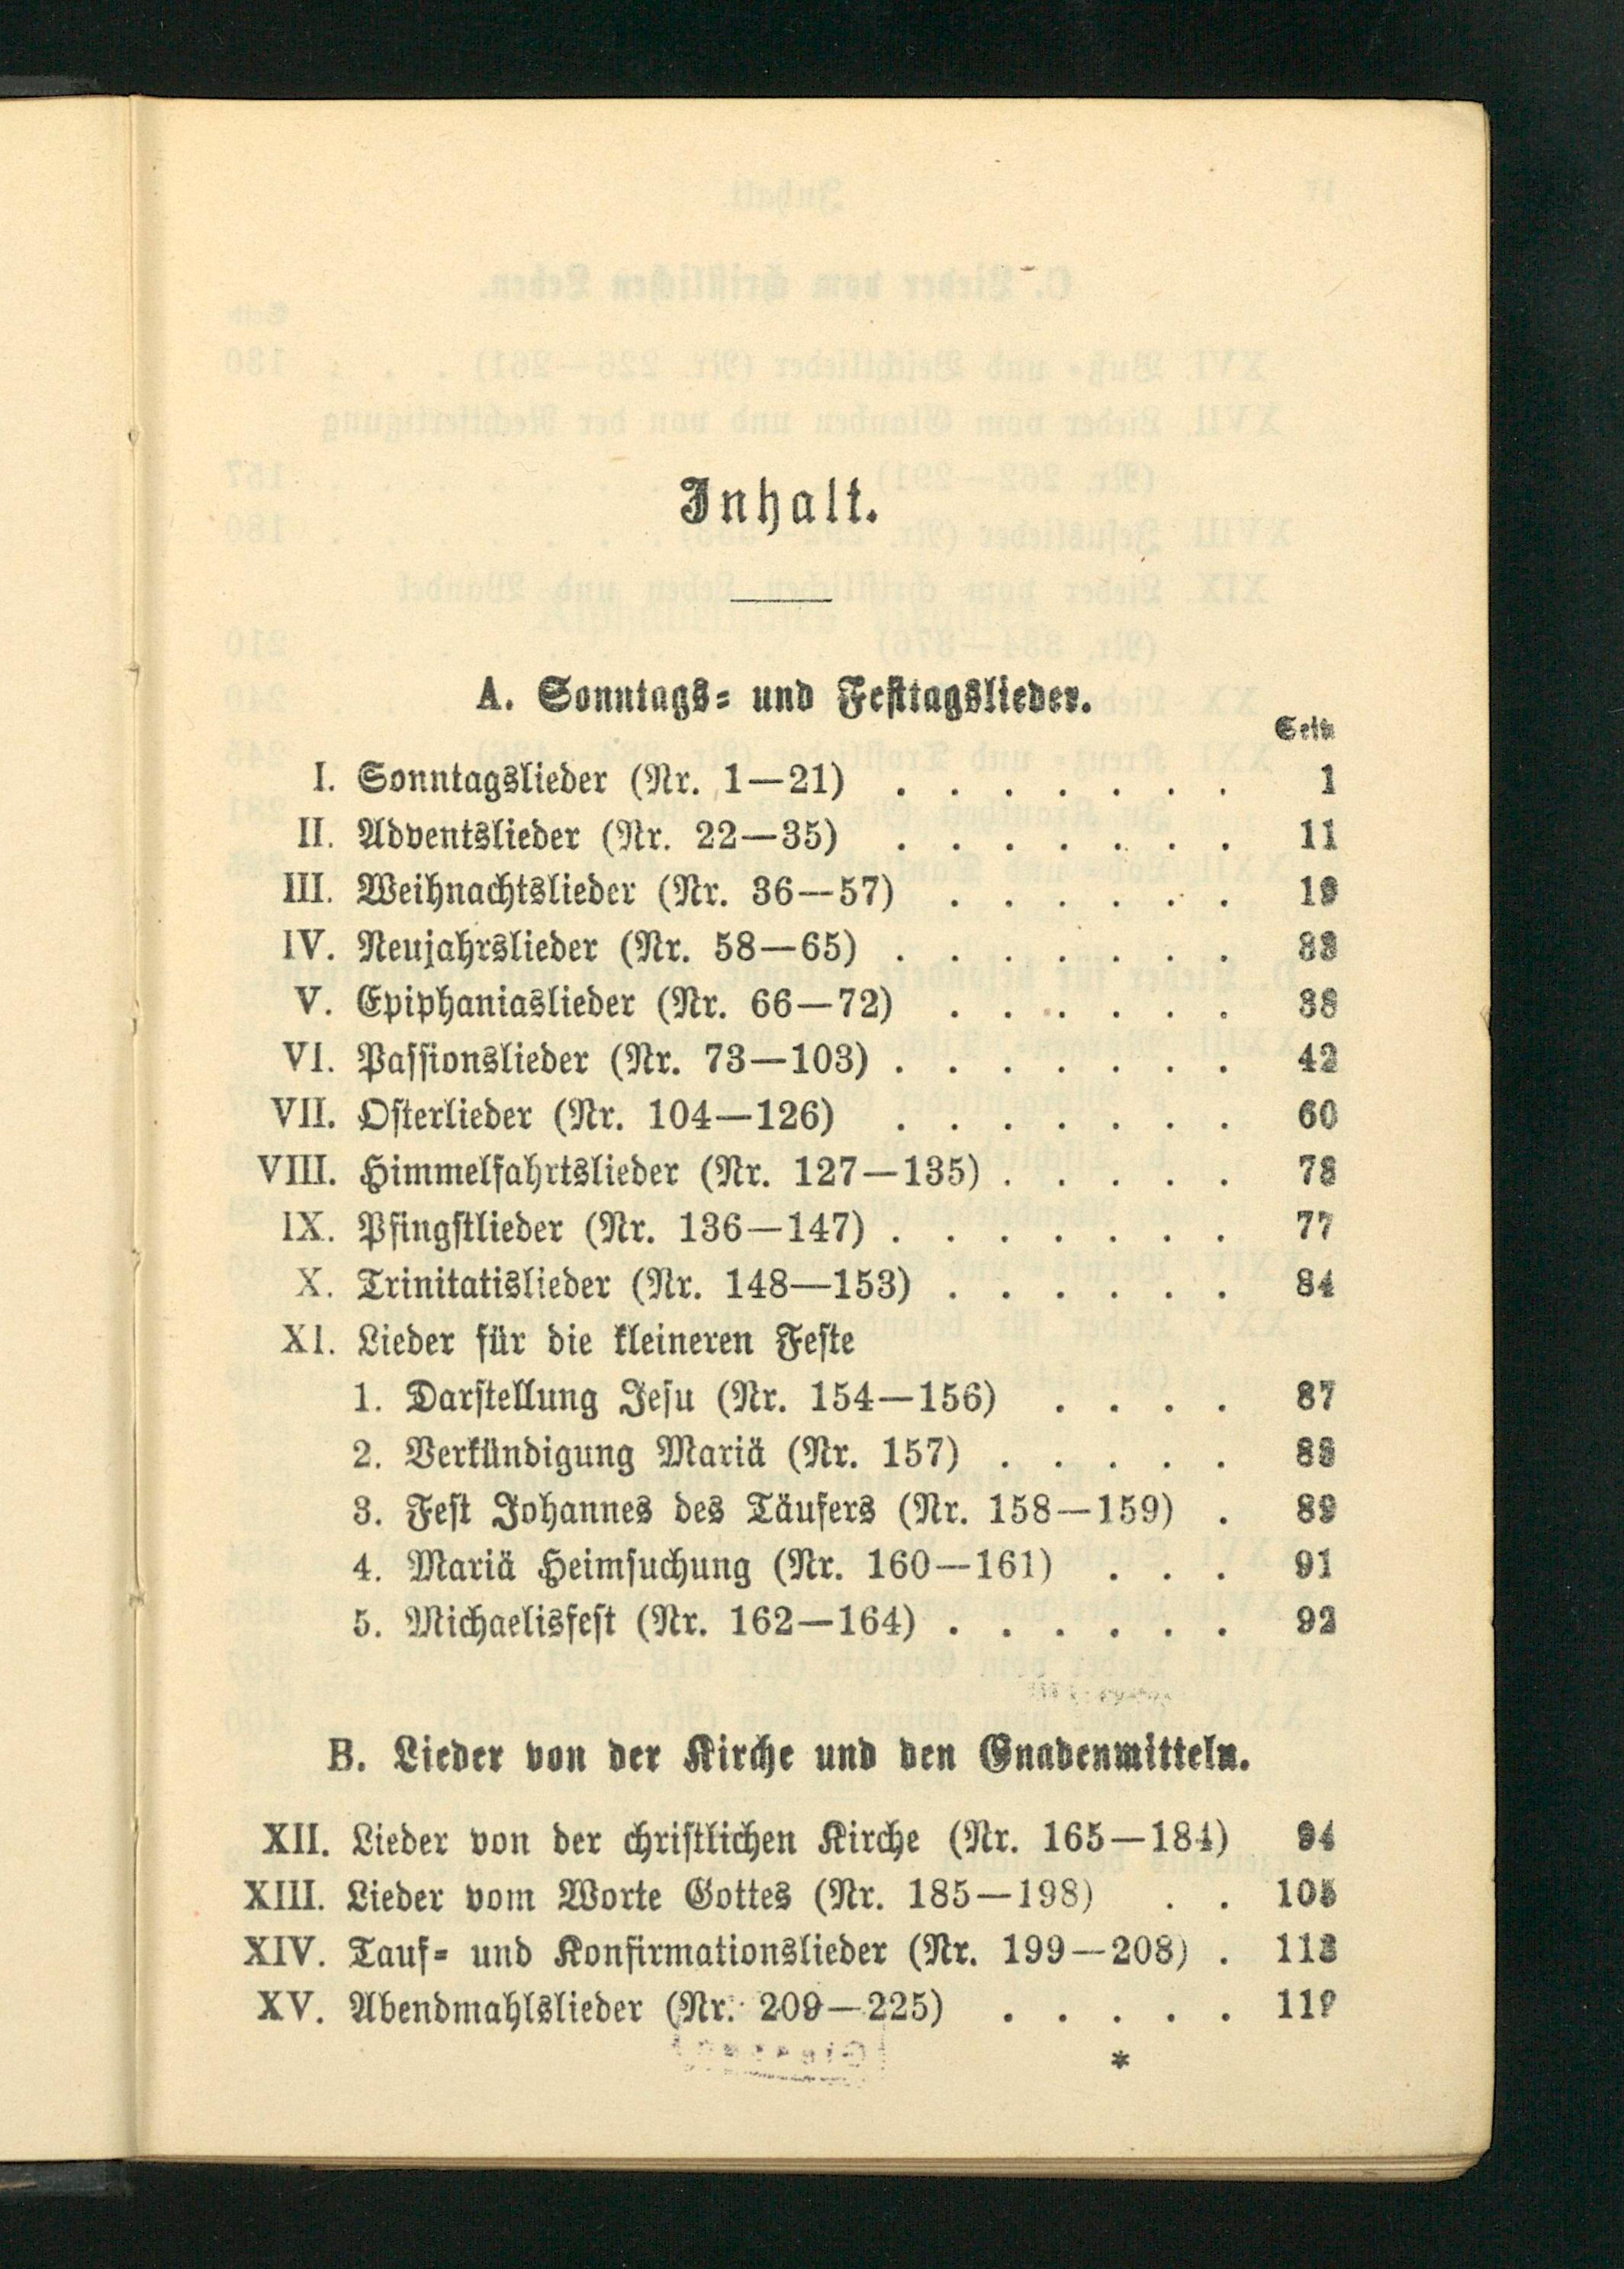 Inhalt.
A. Sonntags- und Festtagslieder.
Seite
I. Sonntagslieder (Nr. 1—21) . . . . . . . 1
II. Adventslieder (Nr. 22—35) . . . . . . . 11
III. Weihnachtslieder (Nr. 36—57) . . . . . . 19
IV. Neujahrslieder (Nr. 58—65) . . . . . . . 33
V. Epiphaniaslieder (Nr. 66—72) . . . . . . 38
VI. Passionslieder (Nr. 73—103) . . . . . . . 42
VII. Osterlieder (Nr. 104—126) . . . . . . . 60
VIII. Himmelfahrtslieder (Nr. 127—135) . . . . . 73
IX. Pfingstlieder (Nr. 136—147) . . . . . . . 77
X. Trinitatislieder (Nr. 148—153) . . . . . . 84
XI. Lieder für die kleineren Feste
1. Darstellung Jesu (Nr. 154—156) . . . . 87
2. Verkündigung Mariä (Nr. 157) . . . . . 88
3. Fest Johannes des Täufers (Nr. 158—159) . 89
4. Mariä Heimsuchung (Nr. 160—161) . . . 91
5. Michaelisfest (Nr. 162—164) . . . . . . 92
B. Lieder von der Kirche und den Gnadenmitteln.
XII. Lieder von der christlichen Kirche (Nr. 165—184) 94
XIII. Lieder vom Worte Gottes (Nr. 185—198) . . 105
XIV. Tauf- und Konfirmationslieder (Nr. 199—208) . 113
XV. Abendmahlslieder (Nr. 209—225) . . . . . 119
*